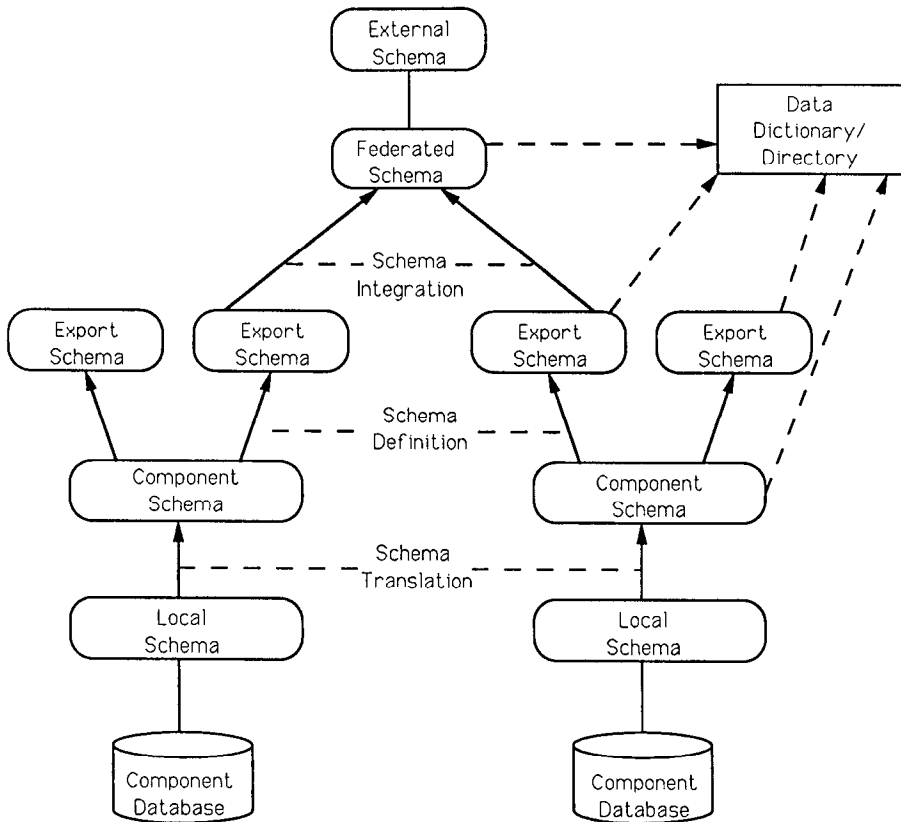 External
Schema
Data
Dictionary/
Directory
Federated
Schema
Schema
Integration
Export
Schema
Export
Schema
Export
Schema
Export
Schema
Schema
Definition
Component
Schema
Component
Schema
Schema
Translation
Local
Schema
Local
Schema
Component
Database
Component
Database